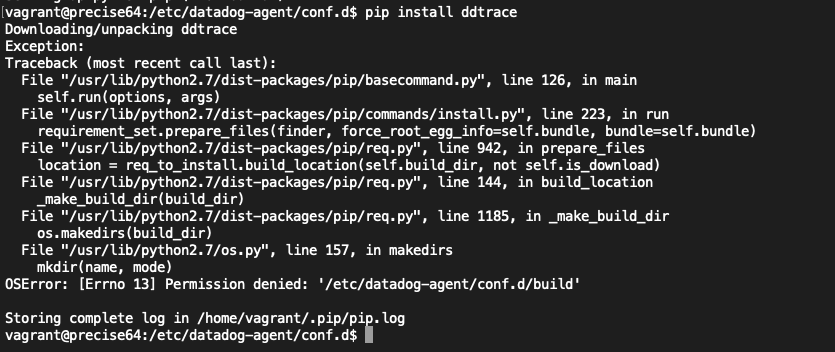 vagrant@precise64:/etc/datadog-agent/conf.d$ pip install ddtrace
Downloading/unpacking ddtrace
Exception:
Traceback (most recent call last):
  File "/usr/lib/python2.7/dist-packages/pip/basecommand.py", line 126, in main
    self.run(options, args)
  File "/usr/lib/python2.7/dist-packages/pip/commands/install.py", line 223, in run
    requirement_set.prepare_files(finder, force_root_egg_info=self.bundle, bundle=self.bundle)
  File "/usr/lib/python2.7/dist-packages/pip/req.py", line 942, in prepare_files
    location = req_to_install.build_location(self.build_dir, not self.is_download)
  File "/usr/lib/python2.7/dist-packages/pip/req.py", line 144, in build_location
    _make_build_dir(build_dir)
  File "/usr/lib/python2.7/dist-packages/pip/req.py", line 1185, in _make_build_dir
    os.makedirs(build_dir)
  File "/usr/lib/python2.7/os.py", line 157, in makedirs
    mkdir(name, mode)
OSError: [Errno 13] Permission denied: '/etc/datadog-agent/conf.d/build'

Storing complete log in /home/vagrant/.pip/pip.log
vagrant@precise64:/etc/datadog-agent/conf.d$